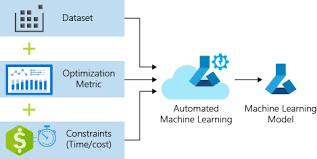 Dataset
Optimization
Metric
Constraints
(Time/cost)
Automated
Machine Learning
Machine Learning
Model